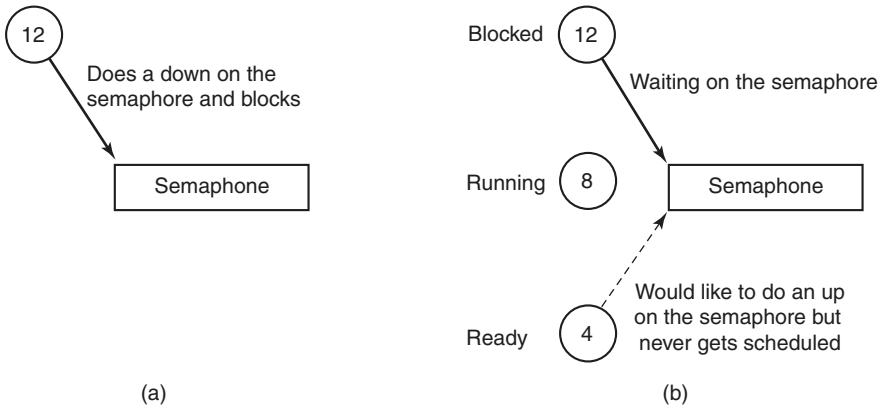 12
Does a down on the
semaphore and blocks
Semaphone
(a)
Blocked
12
Waiting on the semaphore
Running
8
Semaphone
Would like to do an up
on the semaphore but
never gets scheduled
Ready
4
(b)